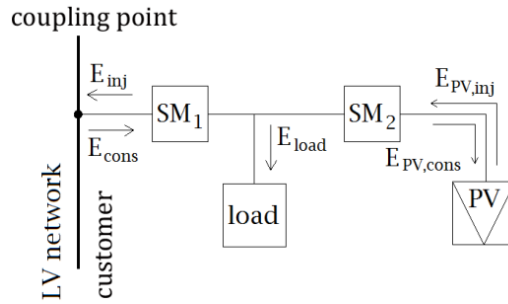 coupling point
E_inj
SM_1
E_cons
E_load
SM_2
E_PV,inj
E_PV,cons
load
PV
LV network
customer